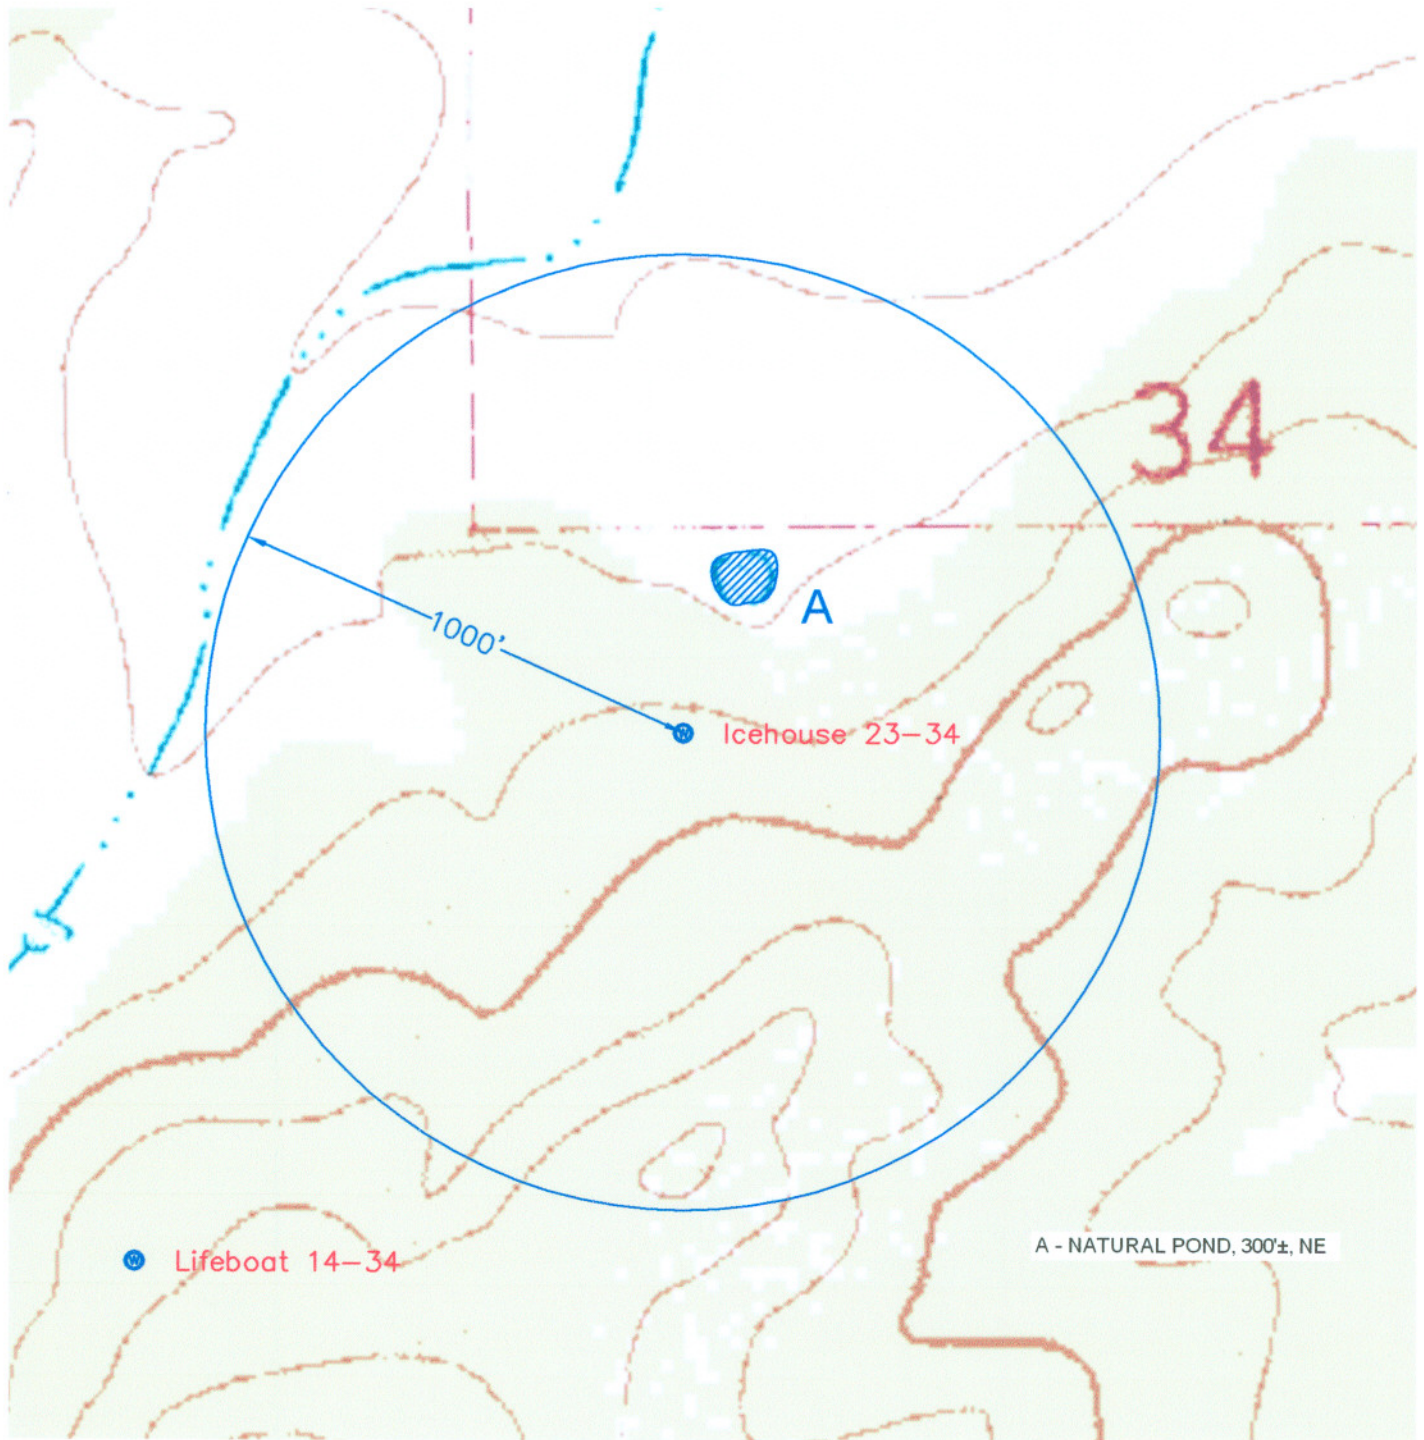 34
A
1000'
Icehouse 23-34
A - NATURAL POND, 300'±, NE
Lifeboat 14-34